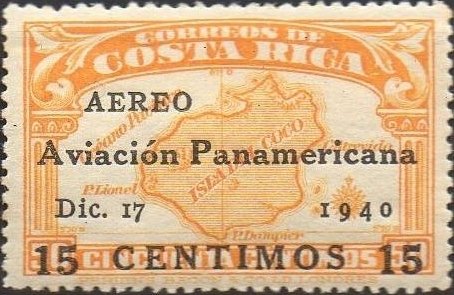 CORREOS DE
COSTA RICA
AEREO
Aviación Panamericana
ISLA DEL COCO
P. Lionel
Dic. 17 1940
P. Dampier
15 CENTIMOS 15